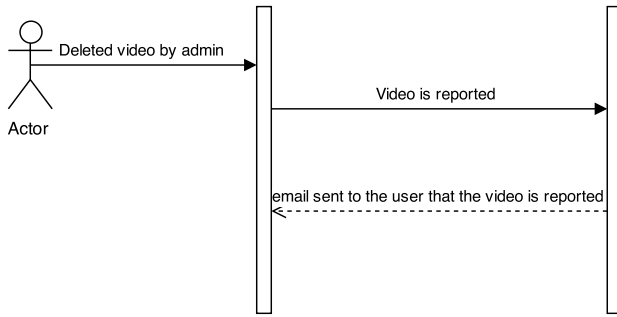 Deleted video by admin
Video is reported
Actor
email sent to the user that the video is reported